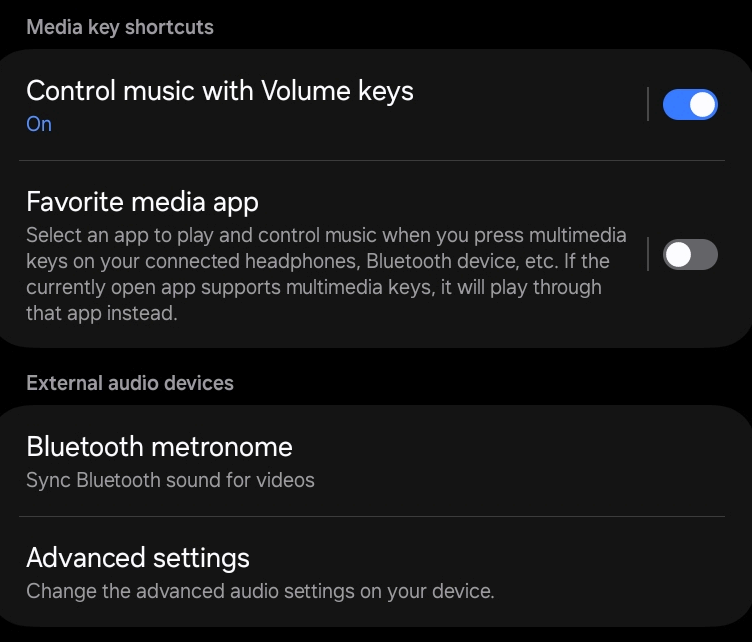 Media key shortcuts
Control music with Volume keys
On
Favorite media app
Select an app to play and control music when you press multimedia
keys on your connected headphones, Bluetooth device, etc. If the
currently open app supports multimedia keys, it will play through
that app instead.
External audio devices
Bluetooth metronome
Sync Bluetooth sound for videos
Advanced settings
Change the advanced audio settings on your device.